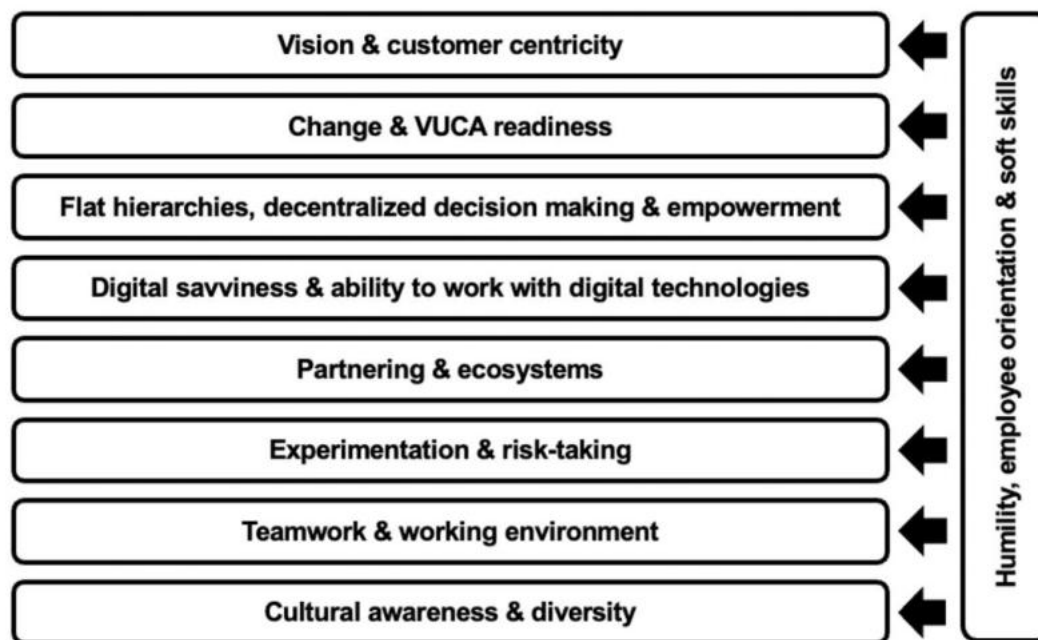 Vision & customer centricity
Change & VUCA readiness
Flat hierarchies, decentralized decision making & empowerment
Digital savviness & ability to work with digital technologies
Partnering & ecosystems
Experimentation & risk-taking
Teamwork & working environment
Cultural awareness & diversity
Humility, employee orientation & soft skills